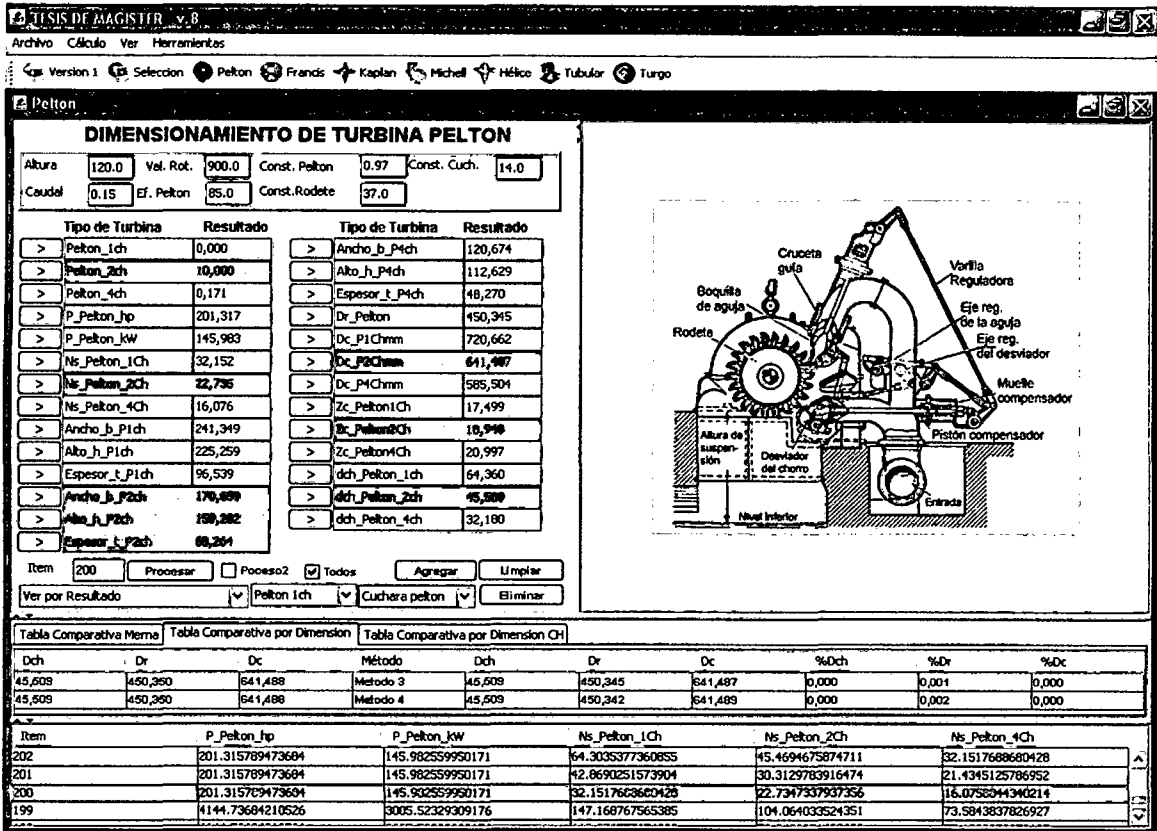 TESIS DE MAGISTER v.8
Archivo Cálculo Ver Herramientas
Version 1 Seleccion Pelton Francis Kaplan Michell Hélice Tubular Turgo
Pelton
DIMENSIONAMIENTO DE TURBINA PELTON
Altura 120.0 Val. Rot. 900.0 Const. Pelton 0.97 Const. Cuch. 14.0
Caudal 0.15 Ef. Pelton 85.0 Const.Rodete 37.0
Tipo de Turbina Resultado Tipo de Turbina Resultado
> Pelton_1ch 0,000 > Ancho_b_P4ch 120,674
> Pelton_2ch 10,000 > Alto_h_P4ch 112,629
> Pelton_4ch 0,171 > Espesor_t_P4ch 48,270
> P_Pelton_hp 201,317 > Dr_Pelton 450,345
> P_Pelton_kW 145,983 > Dc_P1Chmm 720,662
> Ns_Pelton_1Ch 32,152 > Dc_P2Chmm 641,487
> Ns_Pelton_2Ch 22,735 > Dc_P4Chmm 585,504
> Ns_Pelton_4Ch 16,076 > Zc_Pelton1Ch 17,499
> Ancho_b_P1ch 241,349 > Zc_Pelton2Ch
> Alto_h_P1ch 225,259 > Zc_Pelton4Ch 20,997
> Espesor_t_P1ch 96,539 > dch_Pelton_1ch 64,360
> Ancho_b_P2ch > dch_Pelton_2ch 45,509
> Alto_h_P2ch > dch_Pelton_4ch 32,180
> Espesor_t_P2ch 68,264
Item 200 Procesar Poceso2 Todos Agregar Limpiar
Ver por Resultado Pelton 1ch Cuchara pelton Eliminar
Cruceta guía
Varilla Reguladora
Boquilla de aguja
Eje reg. de la aguja
Rodete
Eje reg. del desviador
Muelle compensador
Altura de suspen-sión
Desviador del chorro
Pistón compensador
Entrada
Nivel Inferior
Tabla Comparativa Merna Tabla Comparativa por Dimension Tabla Comparativa por Dimension CH
Dch Dr Dc Método Dch Dr Dc %Dch %Dr %Dc
45,509 450,350 641,488 Metodo 3 45,509 450,345 641,487 0,000 0,001 0,000
45,509 450,350 641,488 Metodo 4 45,509 450,342 641,489 0,000 0,002 0,000
Item P_Pelton_hp P_Pelton_kW Ns_Pelton_1Ch Ns_Pelton_2Ch Ns_Pelton_4Ch
202 201.315789473684 145.982559950171 64.3035377360855 45.4694675874711 32.1517688680428
201 201.315789473684 145.982559950171 42.8690251573904 30.3129783916474 21.4345125786952
200 201.315789473684 145.982559950171 32.1517688680428 22.7347337937356 16.0758844340214
199 4144.73684210526 3005.52329309176 147.168767565385 104.064033524351 73.5843837826927